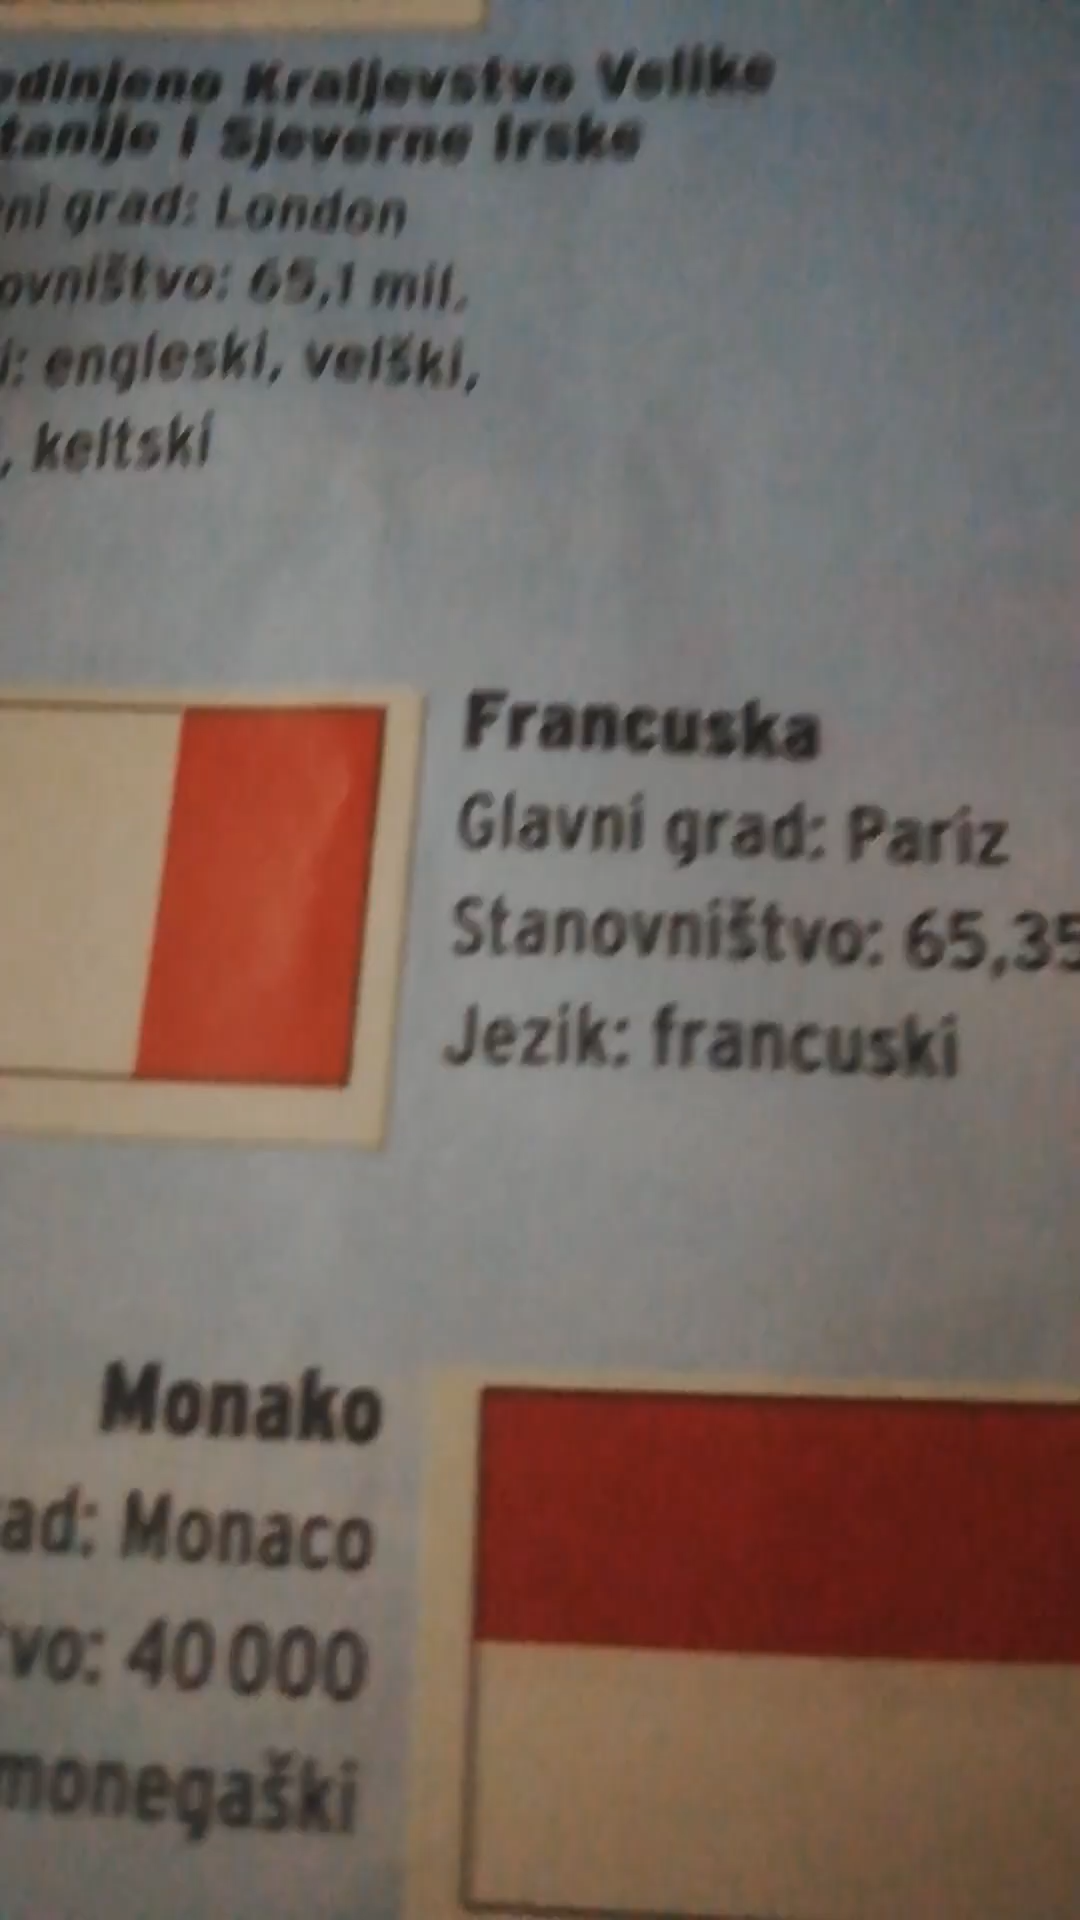 Kraljevstvo Velike
i Sjeverne Irske
grad: London
65,1 mil.
engleski, velški,
, keltski
Francuska
Glavni grad: Pariz
Stanovništvo: 65,35
Jezik: francuski
Monako
ad: Monaco
vo: 40 000
monegaški